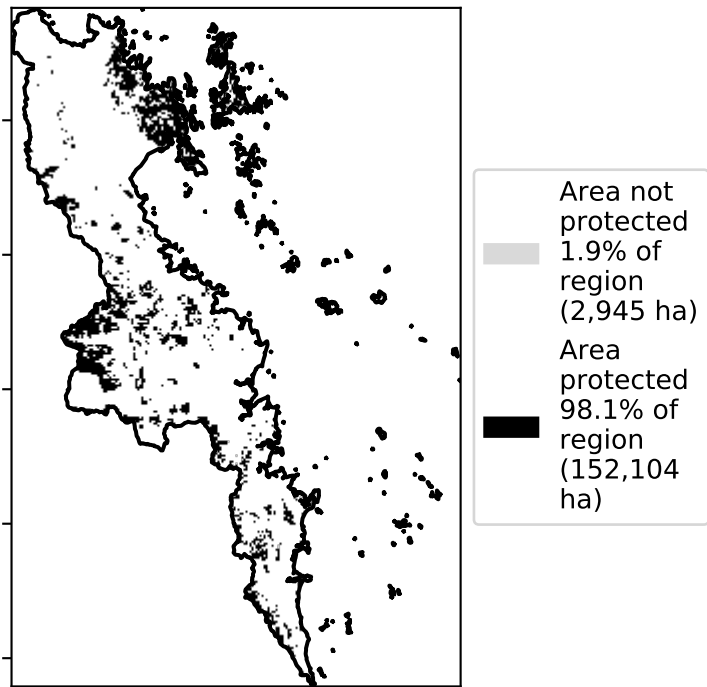 Area not
protected
1.9% of
region
(2,945 ha)
Area
protected
98.1% of
region
(152,104
ha)